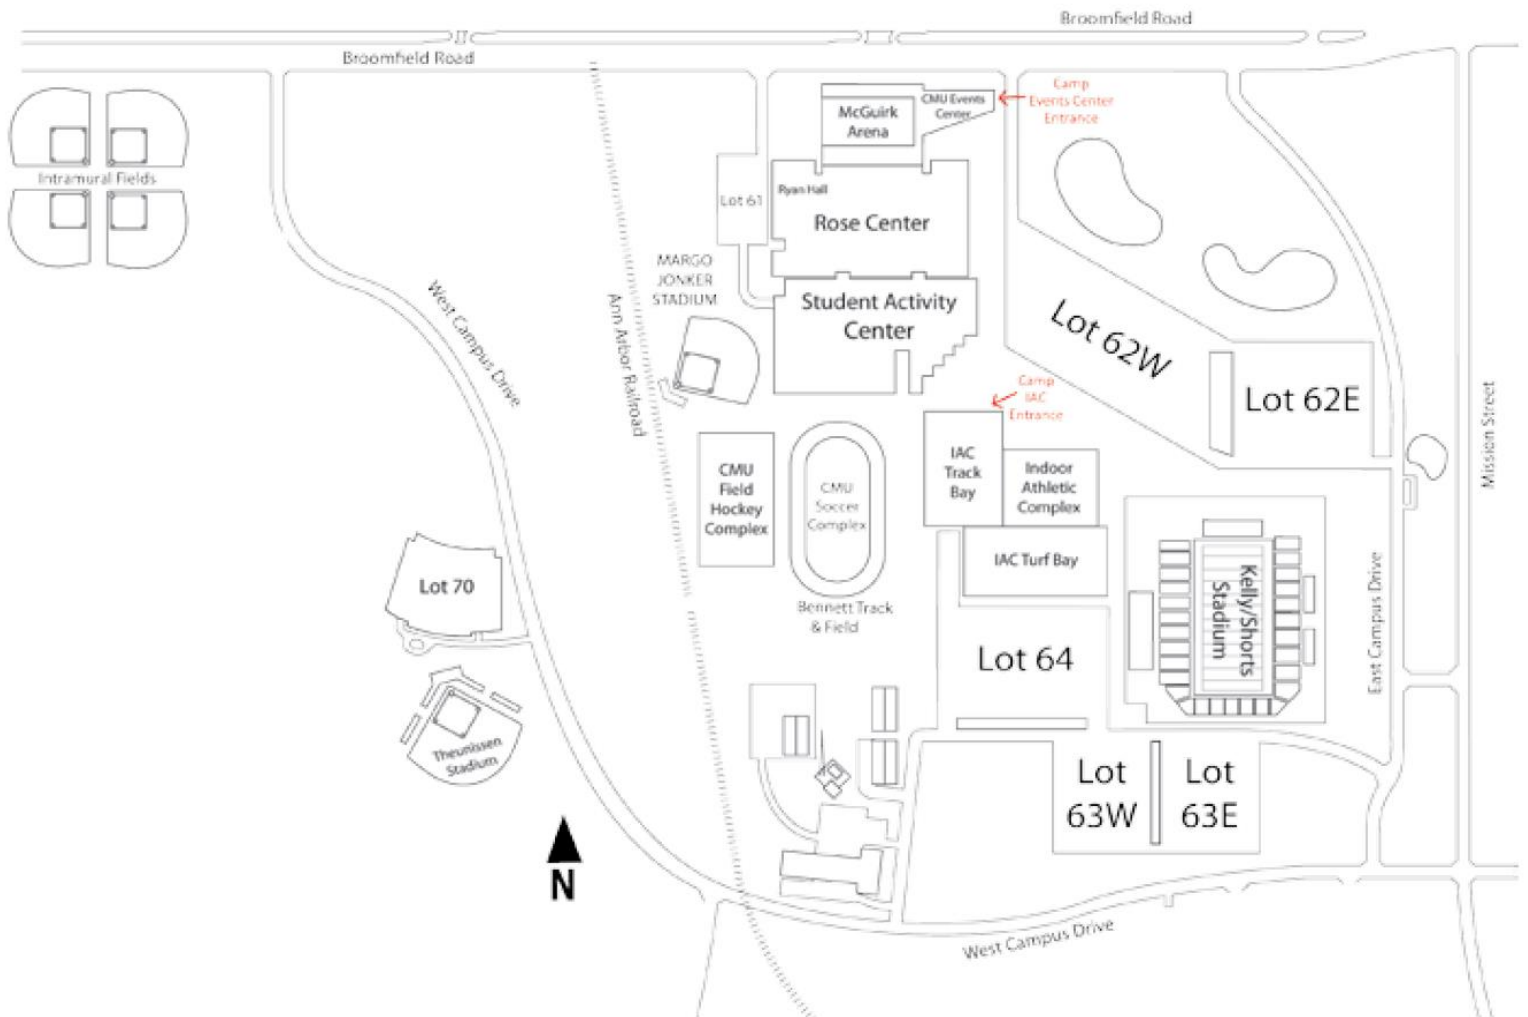 Broomfield Road
Broomfield Road
Camp
Events Center
Entrance
CMU Events
Center
McGuirk
Arena
Intramural Fields
Ryan Hall
Lot 61
Rose Center
MARGO
JONKER
STADIUM
West Campus Drive
Ann Arbor Railroad
Student Activity
Center
Lot 62W
Lot 62E
Camp
IAC
Entrance
Mission Street
CMU
Field
Hockey
Complex
CMU
Soccer
Complex
IAC
Track
Bay
Indoor
Athletic
Complex
IAC Turf Bay
Lot 70
Kelly/Shorts
Stadium
East Campus Drive
Bennett Track
& Field
Lot 64
Theunissen
Stadium
Lot
63W
Lot
63E
N
West Campus Drive